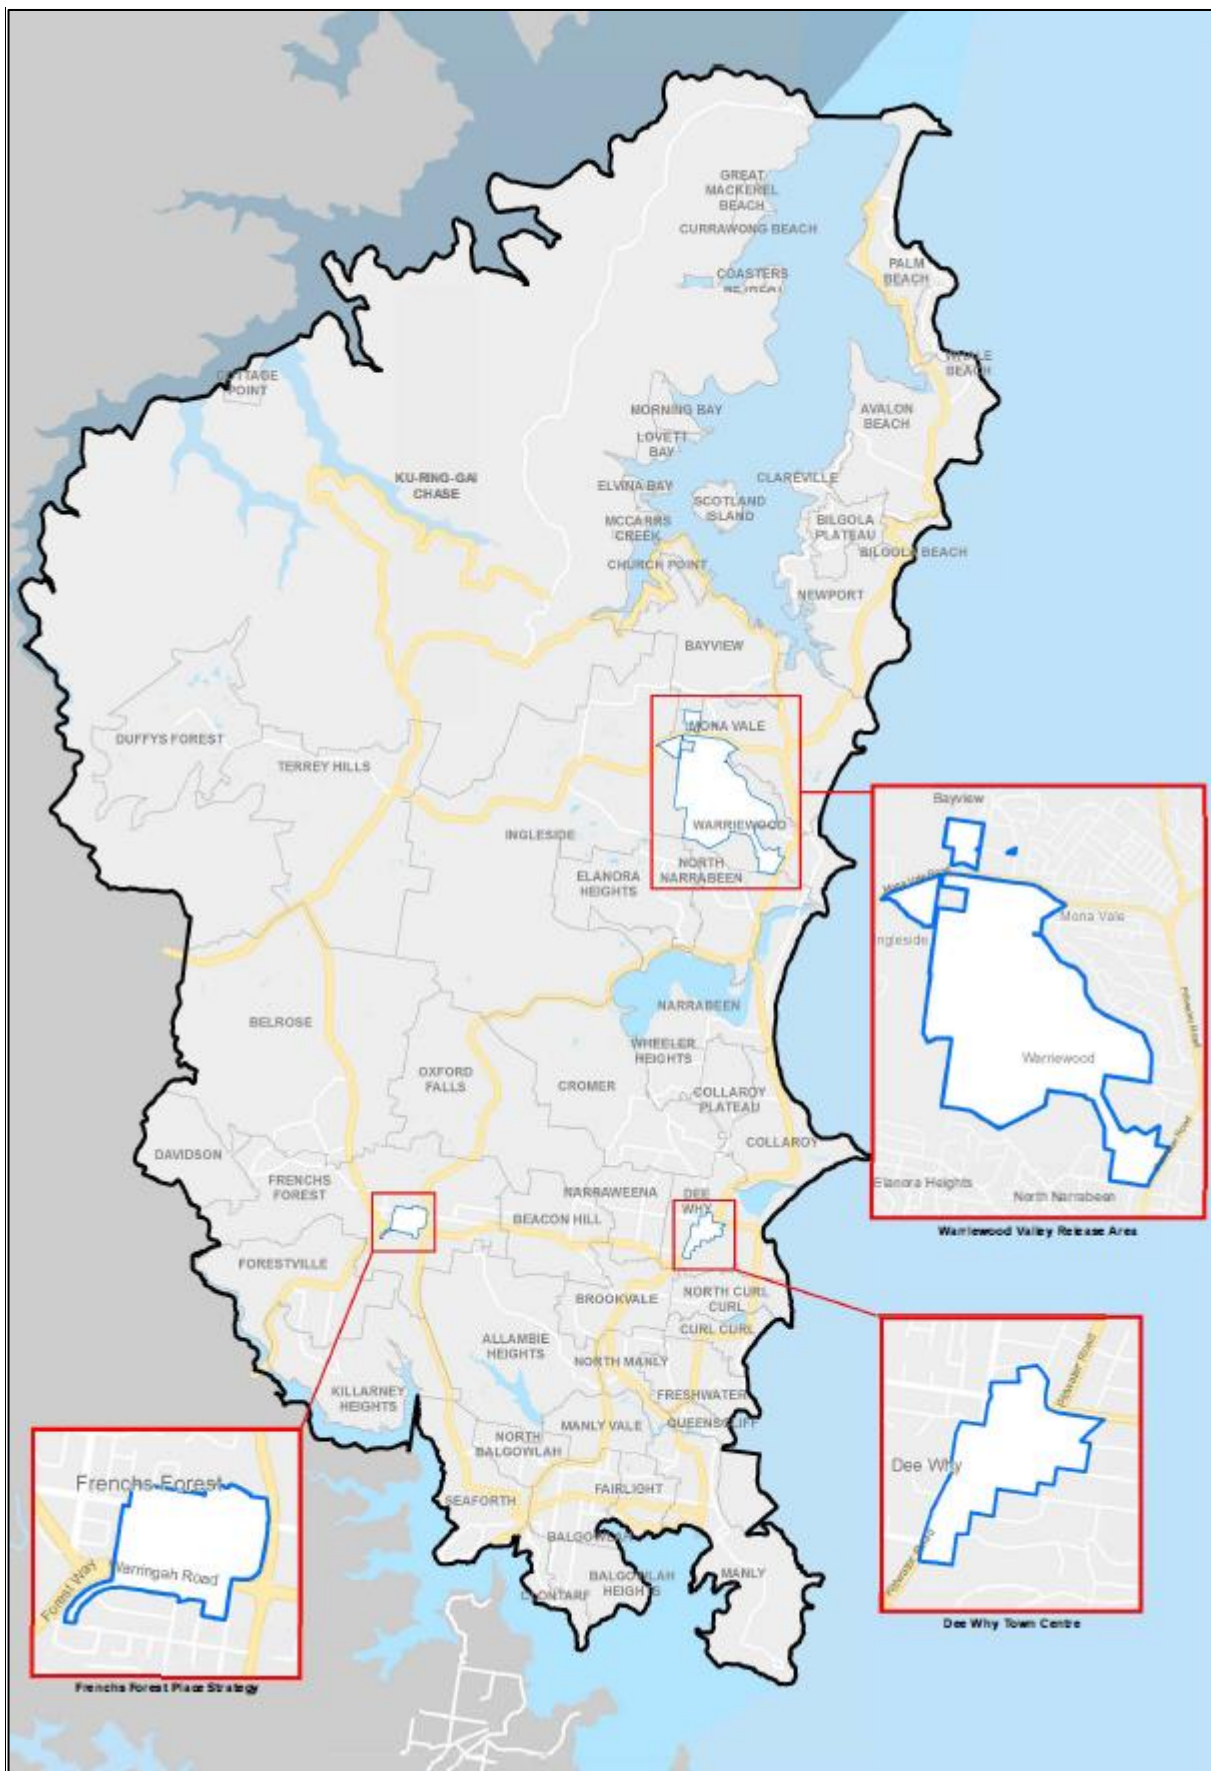 GREAT
MACKEREL
BEACH
CURRAWONG BEACH
COASTERS
PALM
BEACH
WHALE
BEACH
COTTAGE
POINT
MORNING BAY
AVALON
BEACH
LOVETT
BAY
KU-RING-GAI
CHASE
ELVINA BAY
CLAREVILLE
SCOTLAND
ISLAND
MCCARRS
CREEK
BILGOLA
PLATEAU
BILGOLA BEACH
CHURCH POINT
NEWPORT
BAYVIEW
MONA VALE
DUFFYS FOREST
TERREY HILLS
INGLESIDE
WARRIEWOOD
ELANORA
HEIGHTS
NORTH
NARRABEEN
Bayview
Mona Vale Road
Mona Vale
Ingleside
Pittwater Road
Warriewood
Elanora Heights
North Narrabeen
Road
Warriewood Valley Release Area
NARRABEEN
BELROSE
WHEELER
HEIGHTS
OXFORD
FALLS
CROMER
COLLAROY
PLATEAU
COLLAROY
DAVIDSON
FRENCHS
FOREST
NARRAWEENA
DEE
WHY
BEACON HILL
FORESTVILLE
BROOKVALE
NORTH CURL
CURL
CURL CURL
ALLAMBIE
HEIGHTS
NORTH MANLY
KILLARNEY
HEIGHTS
FRESHWATER
QUEENSCLIFF
MANLY VALE
NORTH
BALGOWLAH
SEAFORTH
FAIRLIGHT
BALGOWLAH
BALGOWLAH
HEIGHTS
CLONTARF
MANLY
Pittwater Road
Dee Why
Pittwater Road
Dee Why Town Centre
Frenchs Forest
Warringah Road
Forest Way
Frenchs Forest Place Strategy